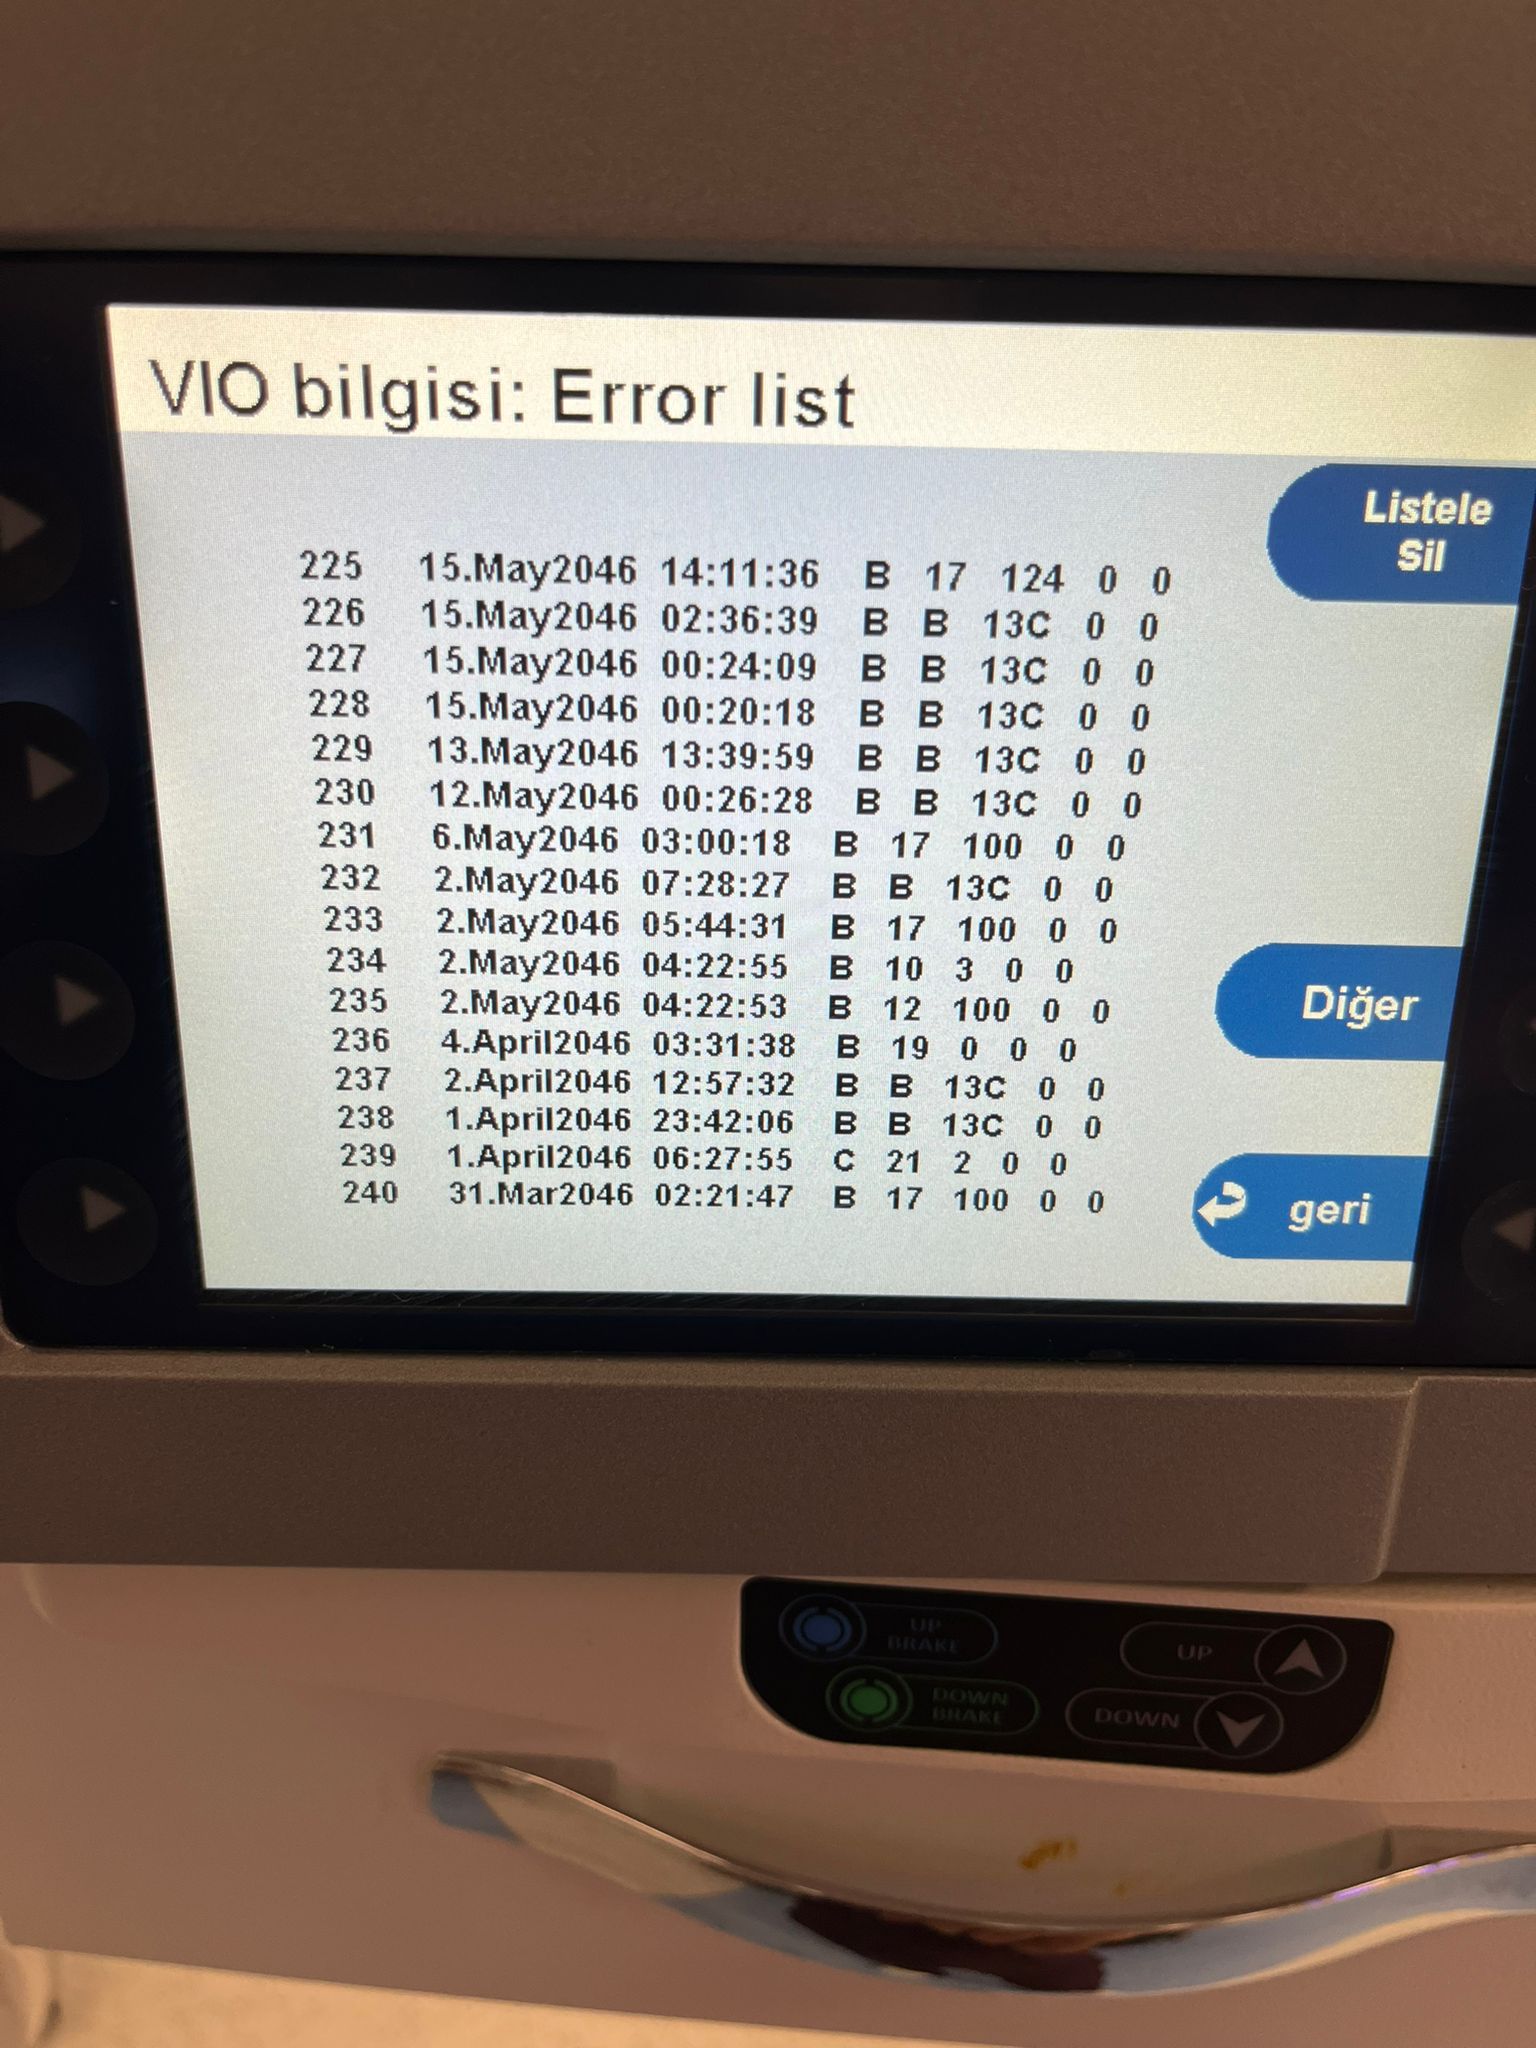 VIO bilgisi: Error list
Listele
Sil
225 15.May2046 14:11:36 B 17 124 0 0
226 15.May2046 02:36:39 B B 13C 0 0
227 15.May2046 00:24:09 B B 13C 0 0
228 15.May2046 00:20:18 B B 13C 0 0
229 13.May2046 13:39:59 B B 13C 0 0
230 12.May2046 00:26:28 B B 13C 0 0
231 6.May2046 03:00:18 B 17 100 0 0
232 2.May2046 07:28:27 B B 13C 0 0
233 2.May2046 05:44:31 B 17 100 0 0
234 2.May2046 04:22:55 B 10 3 0 0
235 2.May2046 04:22:53 B 12 100 0 0
236 4.April2046 03:31:38 B 19 0 0 0
237 2.April2046 12:57:32 B B 13C 0 0
238 1.April2046 23:42:06 B B 13C 0 0
239 1.April2046 06:27:55 C 21 2 0 0
240 31.Mar2046 02:21:47 B 17 100 0 0
Diğer
geri
UP
BRAKE
UP
DOWN
BRAKE
DOWN